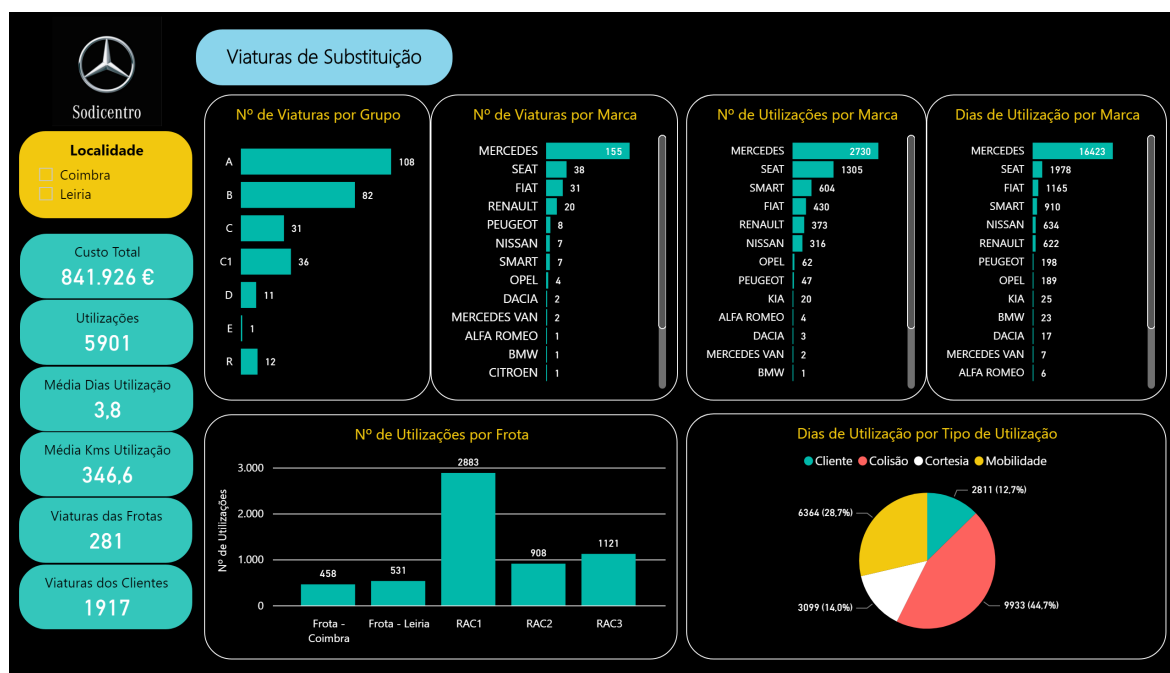 Sodicentro
Viaturas de Substituição
Localidade
Coimbra
Leiria
Custo Total
841.926 €
Utilizações
5901
Média Dias Utilização
3,8
Média Kms Utilização
346,6
Viaturas das Frotas
281
Viaturas dos Clientes
1917
Nº de Viaturas por Grupo
A 108
B 82
C 31
C1 36
D 11
E 1
R 12
Nº de Viaturas por Marca
MERCEDES 155
SEAT 38
FIAT 31
RENAULT 20
PEUGEOT 8
NISSAN 7
SMART 7
OPEL 4
DACIA 2
MERCEDES VAN 2
ALFA ROMEO 1
BMW 1
CITROEN 1
Nº de Utilizações por Marca
MERCEDES 2730
SEAT 1305
SMART 604
FIAT 430
RENAULT 373
NISSAN 316
OPEL 62
PEUGEOT 47
KIA 20
ALFA ROMEO 4
DACIA 3
MERCEDES VAN 2
BMW 1
Dias de Utilização por Marca
MERCEDES 16423
SEAT 1978
FIAT 1165
SMART 910
NISSAN 634
RENAULT 622
PEUGEOT 198
OPEL 189
KIA 25
BMW 23
DACIA 17
MERCEDES VAN 7
ALFA ROMEO 6
Nº de Utilizações por Frota
Nº de Utilizações
3.000
2.000
1.000
0
458
531
2883
908
1121
Frota - Coimbra
Frota - Leiria
RAC1
RAC2
RAC3
Dias de Utilização por Tipo de Utilização
Cliente Colisão Cortesia Mobilidade
2811 (12,7%)
6364 (28,7%)
3099 (14,0%)
9933 (44,7%)